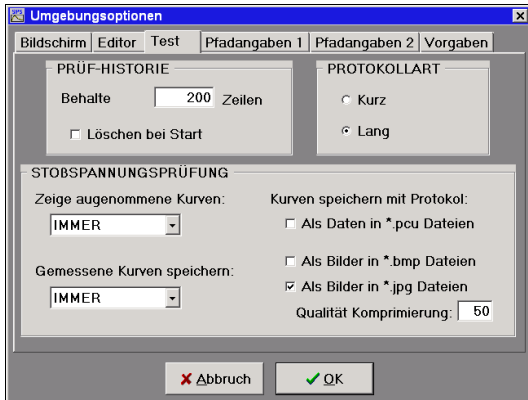 SPS Umgebungsoptionen
Bildschirm Editor Test Pfadangaben 1 Pfadangaben 2 Vorgaben
PRÜF-HISTORIE
Behalte 200 Zeilen
Löschen bei Start
PROTOKOLLART
Kurz
Lang
STOßSPANNUNGSPRÜFUNG
Zeige augenommene Kurven:
IMMER
Gemessene Kurven speichern:
IMMER
Kurven speichern mit Protokol:
Als Daten in *.pcu Dateien
Als Bilder in *.bmp Dateien
Als Bilder in *.jpg Dateien
Qualität Komprimierung: 50
Abbruch OK